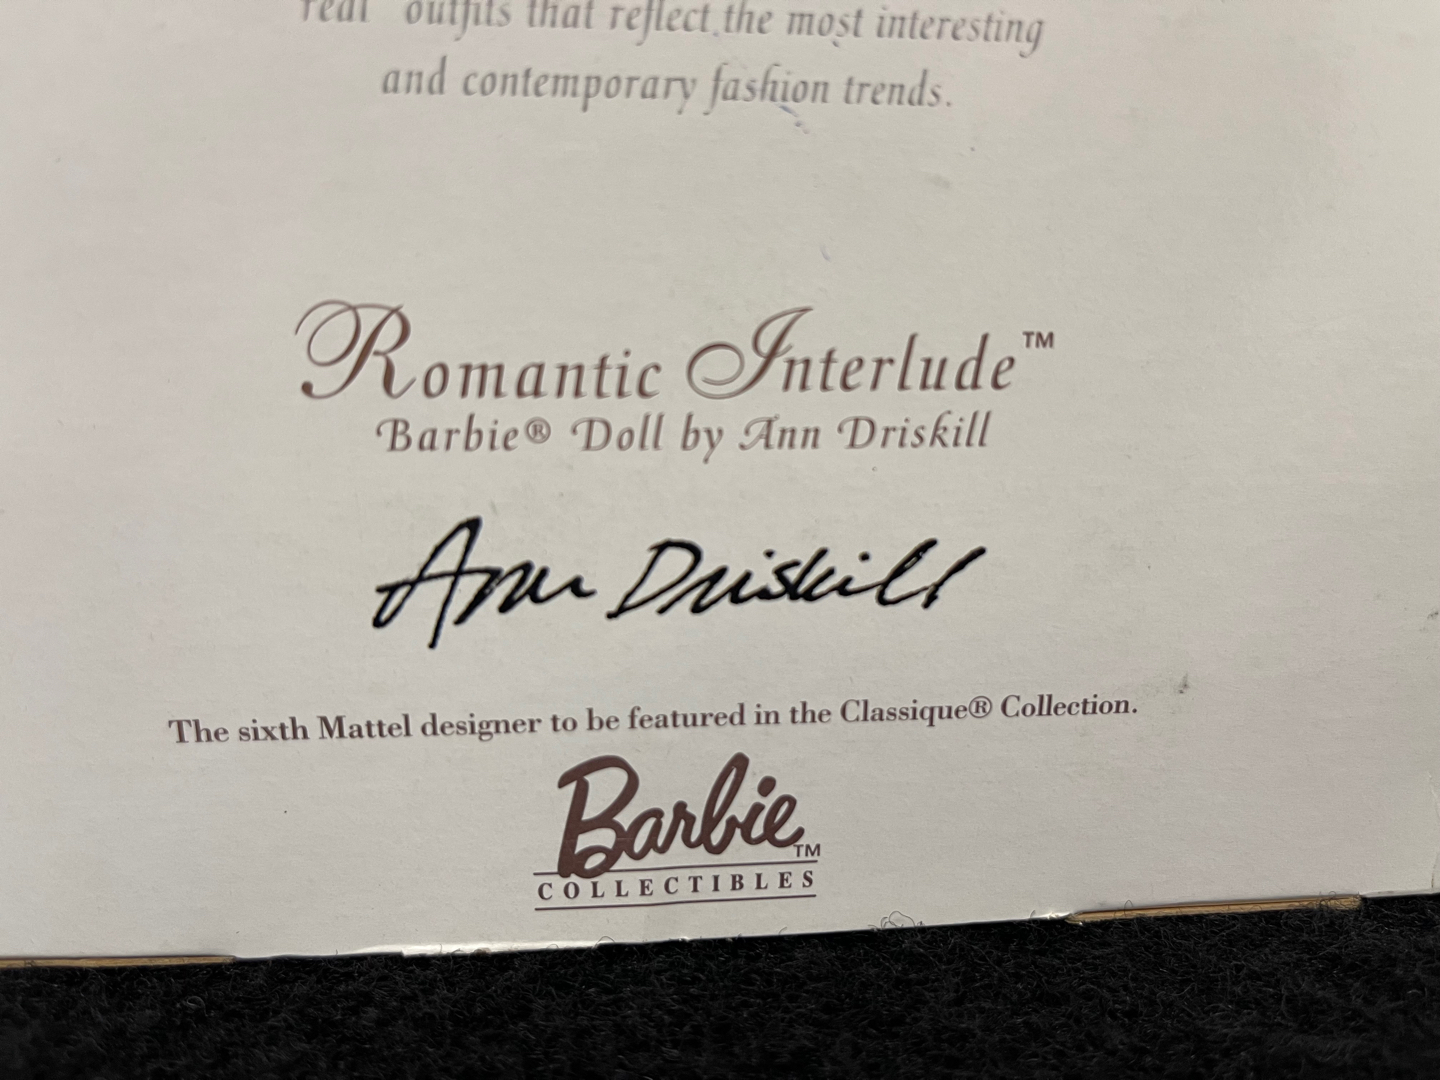 real" outfits that reflect the most interesting
and contemporary fashion trends.
Romantic Interlude™
Barbie® Doll by Ann Driskill
Ann Driskill
The sixth Mattel designer to be featured in the Classique® Collection.
Barbie™
COLLECTIBLES